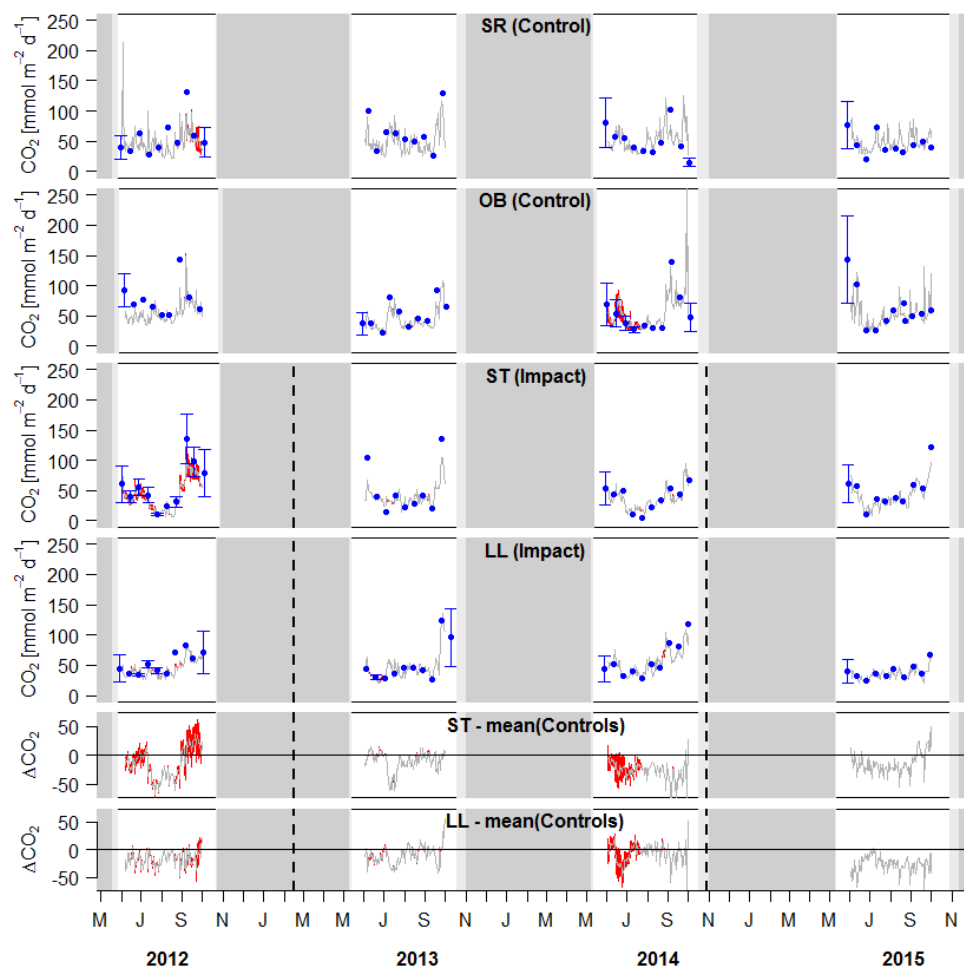 SR (Control)
CO2 [mmol m−2 d−1]
250
200
150
100
50
0
OB (Control)
CO2 [mmol m−2 d−1]
250
200
150
100
50
0
ST (Impact)
CO2 [mmol m−2 d−1]
250
200
150
100
50
0
LL (Impact)
CO2 [mmol m−2 d−1]
250
200
150
100
50
0
ST - mean(Controls)
ΔCO2
50
0
-50
LL - mean(Controls)
ΔCO2
50
0
-50
M J S N J M M J S N J M M J S N J M M J S N
2012 2013 2014 2015